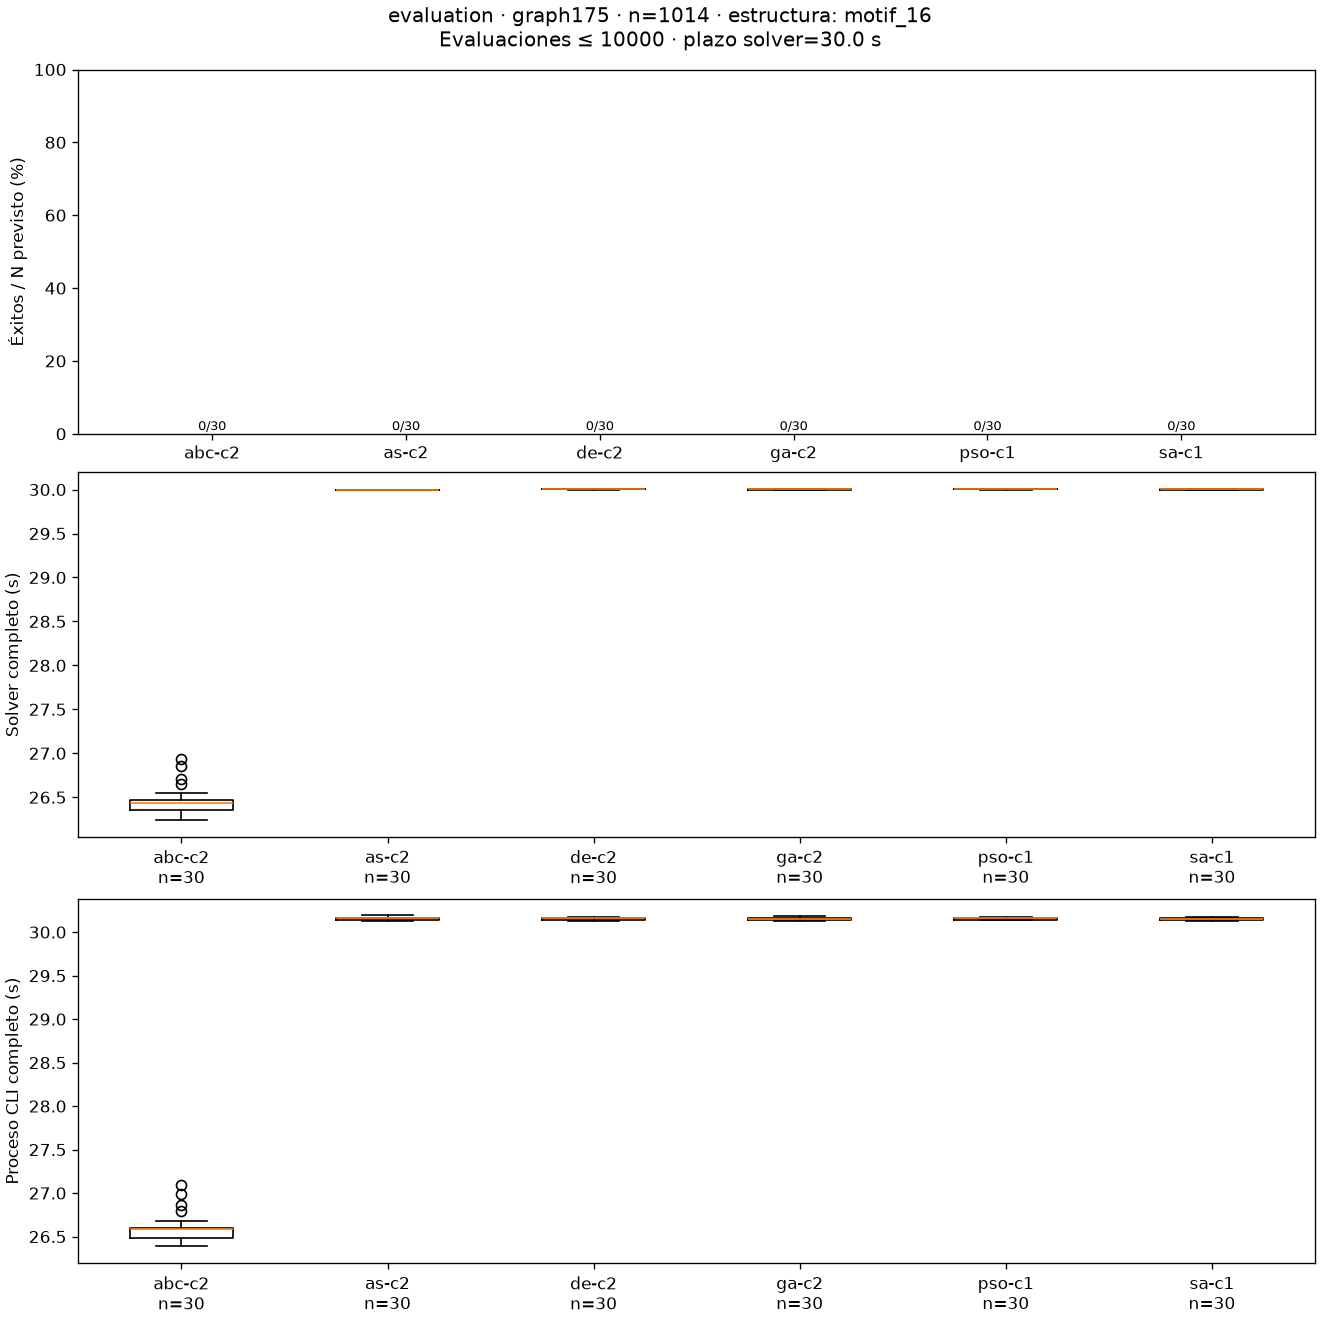 evaluation · graph175 · n=1014 · estructura: motif_16
Evaluaciones ≤ 10000 · plazo solver=30.0 s
Éxitos / N previsto (%)
100
80
60
40
20
0
0/30 0/30 0/30 0/30 0/30 0/30
abc-c2 as-c2 de-c2 ga-c2 pso-c1 sa-c1
Solver completo (s)
30.0
29.5
29.0
28.5
28.0
27.5
27.0
26.5
abc-c2 as-c2 de-c2 ga-c2 pso-c1 sa-c1
n=30 n=30 n=30 n=30 n=30 n=30
Proceso CLI completo (s)
30.0
29.5
29.0
28.5
28.0
27.5
27.0
26.5
abc-c2 as-c2 de-c2 ga-c2 pso-c1 sa-c1
n=30 n=30 n=30 n=30 n=30 n=30